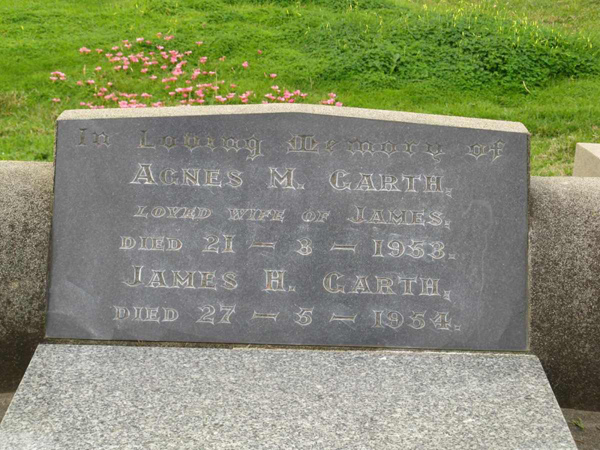 In Loving Memory of
AGNES M. GARTH.
LOVED WIFE OF JAMES.
DIED 21 — 3 — 1953.
JAMES H. GARTH.
DIED 27 — 5 — 1954.